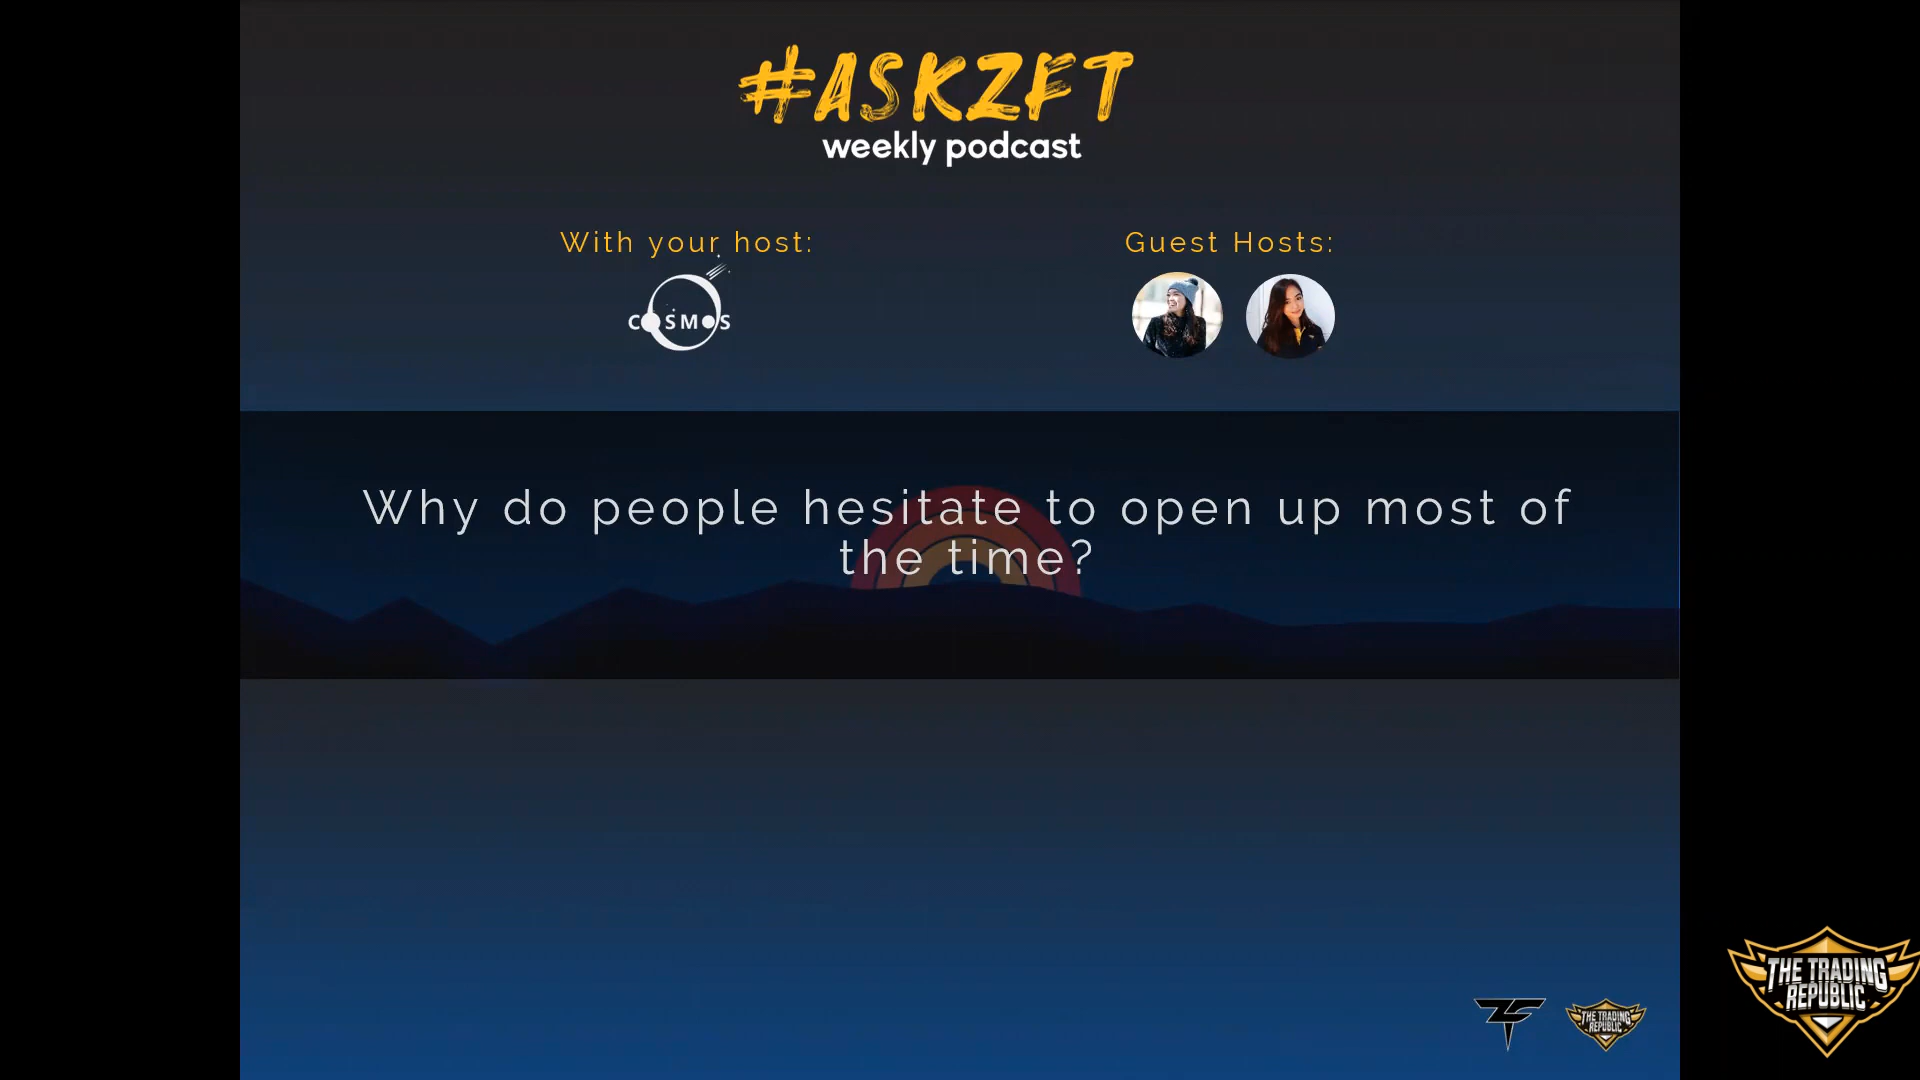 #ASKZFT
weekly podcast
With your host:
Guest Hosts:
COSMOS
Why do people hesitate to open up most of
the time?
THE TRADING
REPUBLIC
THE TRADING
REPUBLIC